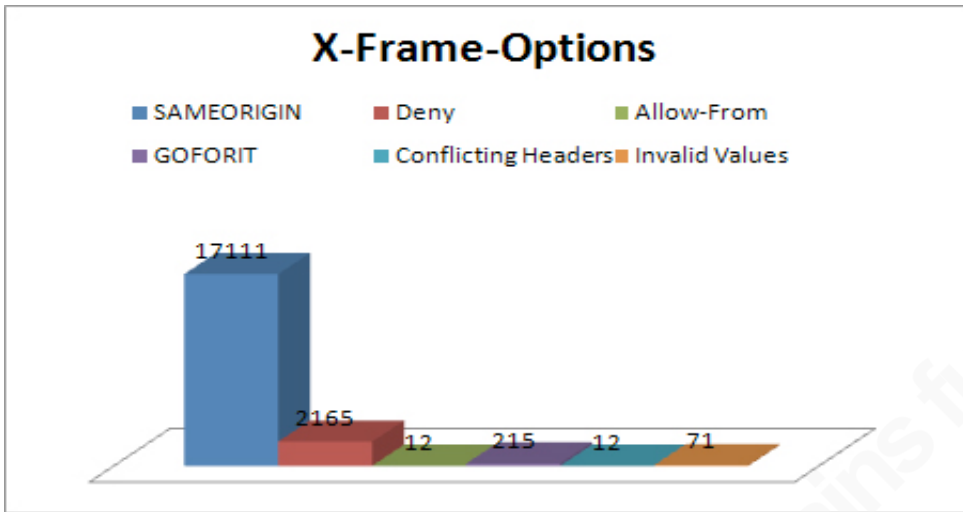 X-Frame-Options
SAMEORIGIN Deny Allow-From
GOFORIT Conflicting Headers Invalid Values
17111
2165
12
215
12
71